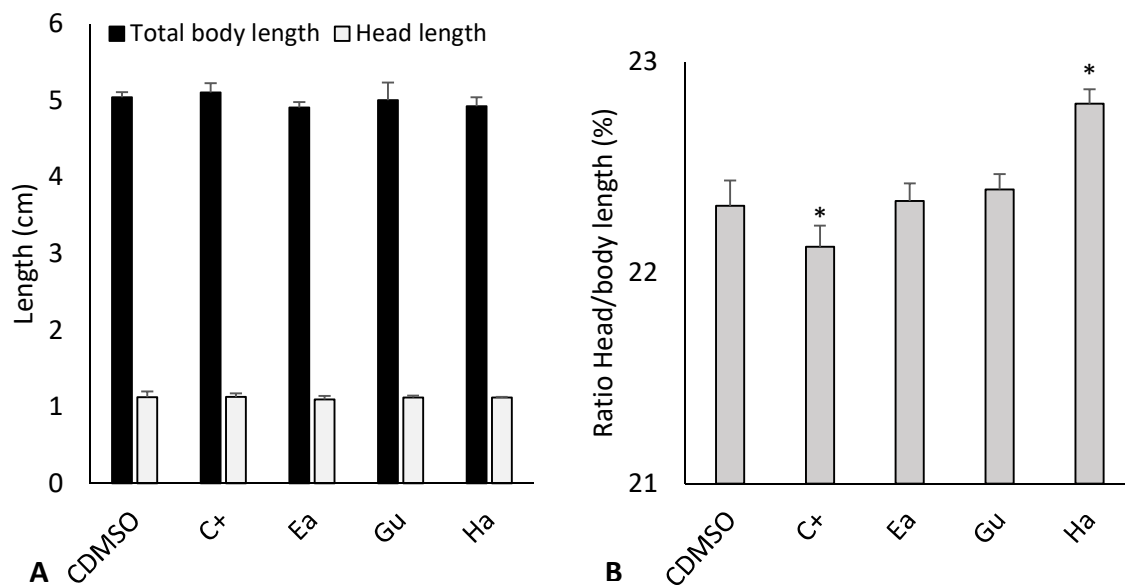 Total body length
Head length
Length (cm)
6
5
4
3
2
1
0
CDMSO
C+
Ea
Gu
Ha
A
Ratio Head/body length (%)
23
22
21
*
*
CDMSO
C+
Ea
Gu
Ha
B